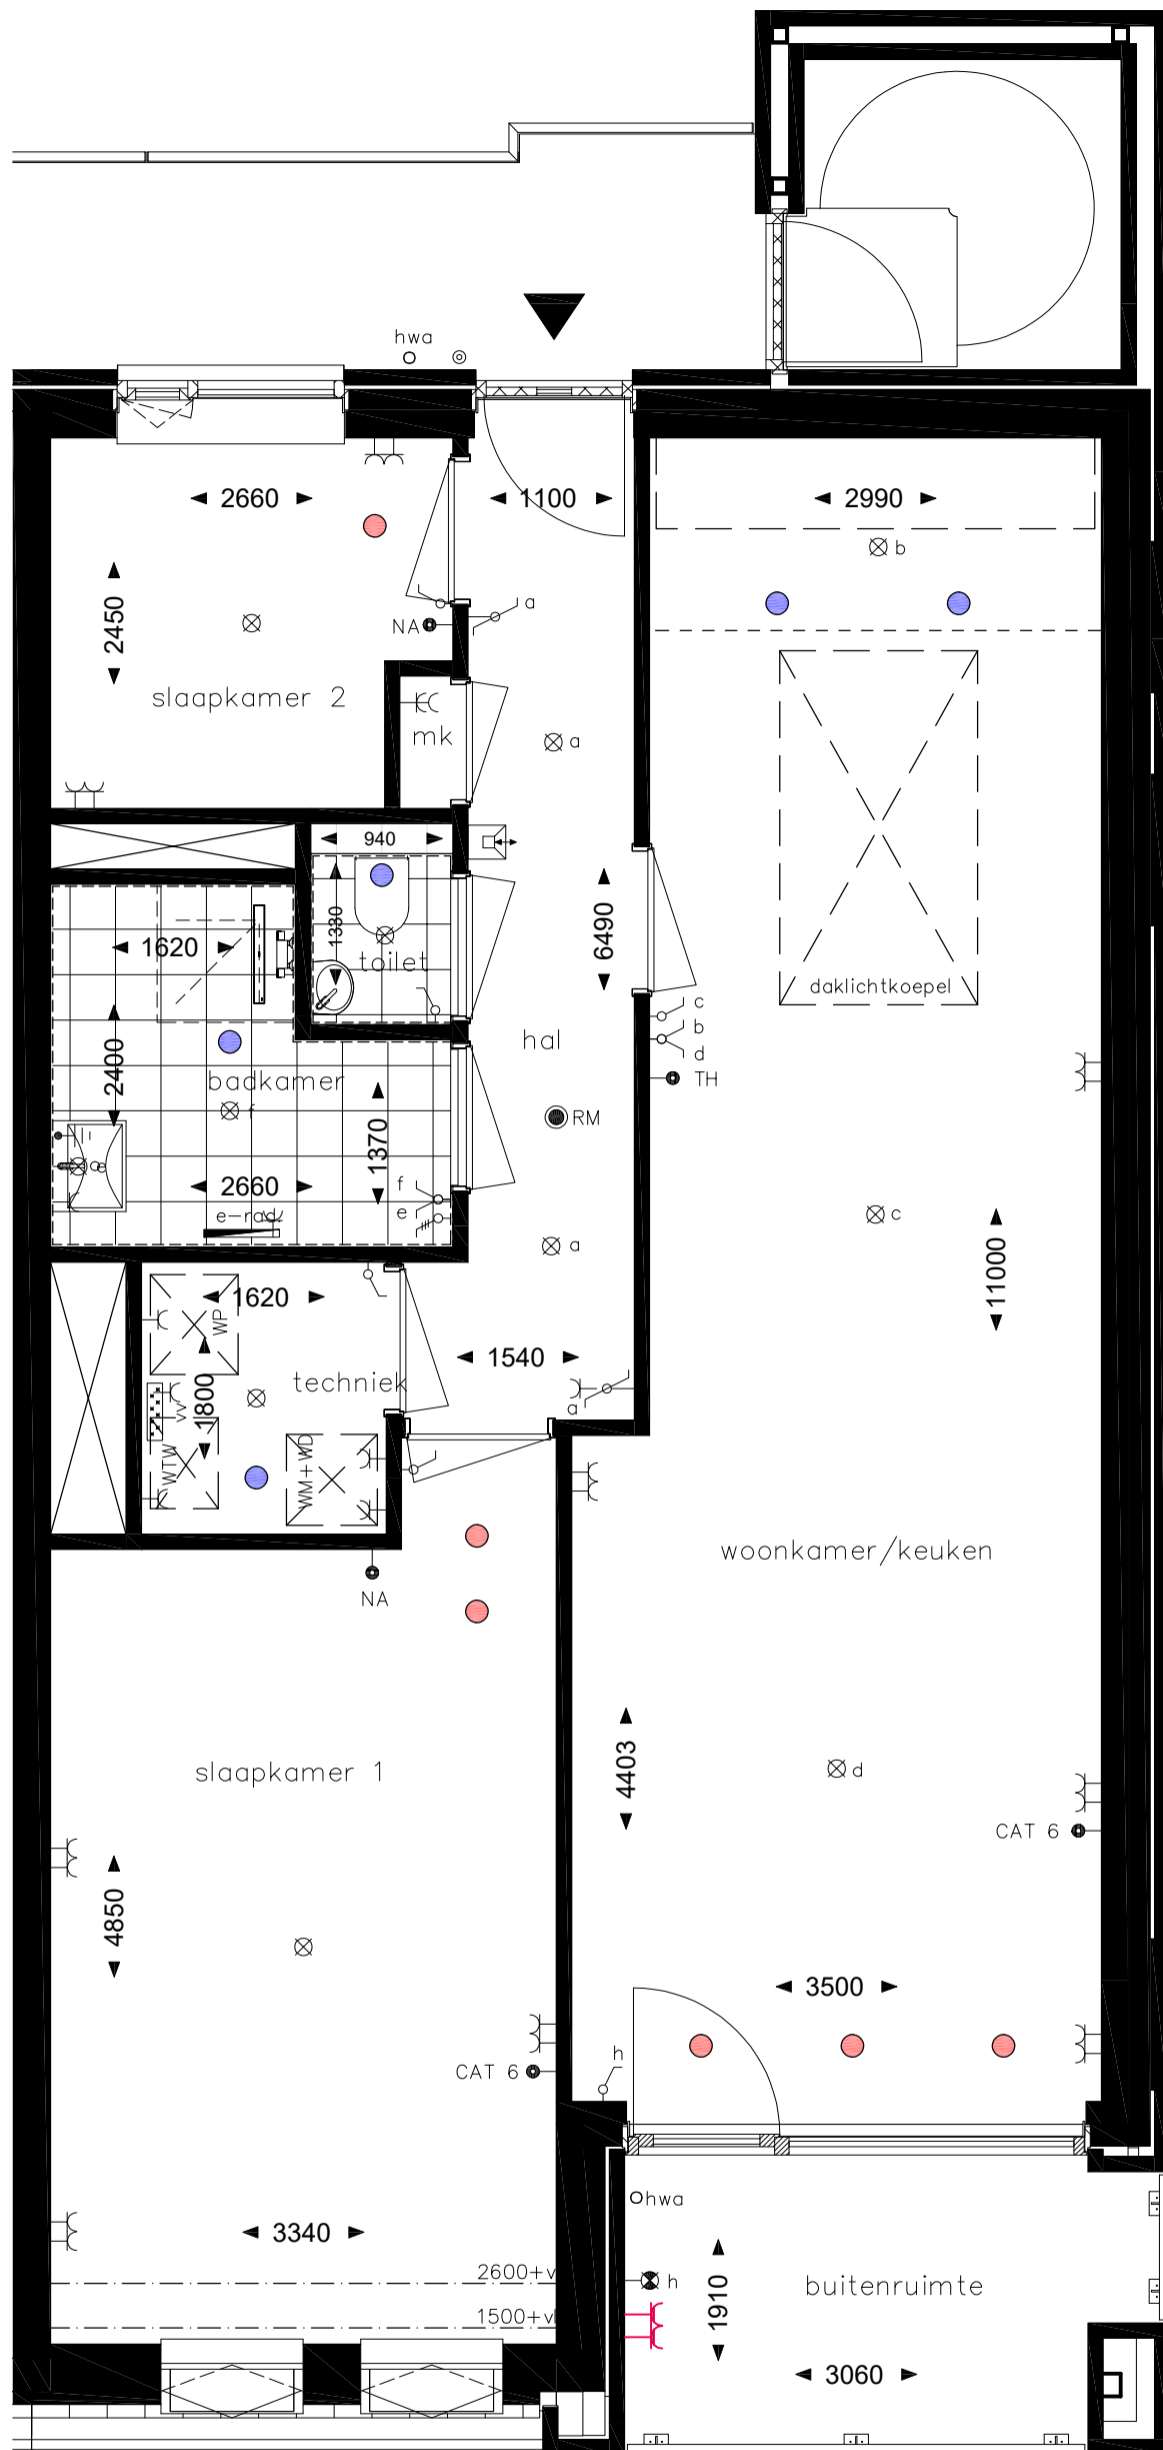 hwa
2660
1100
2990
b
a
NA
2450
slaapkamer 2
mk
a
940
1330
toilet
1620
6490
daklichtkoepel
c
b
d
TH
hal
2400
badkamer
f
1370
RM
e
2660
f
e
e-rad
a
c
11000
1620
WP
1540
techniek
1800
a
VV
WTW
WM+WD
woonkamer/keuken
NA
slaapkamer 1
4403
d
CAT 6
4850
3500
h
CAT 6
hwa
3340
2600+v
h
1910
buitenruimte
1500+v
3060